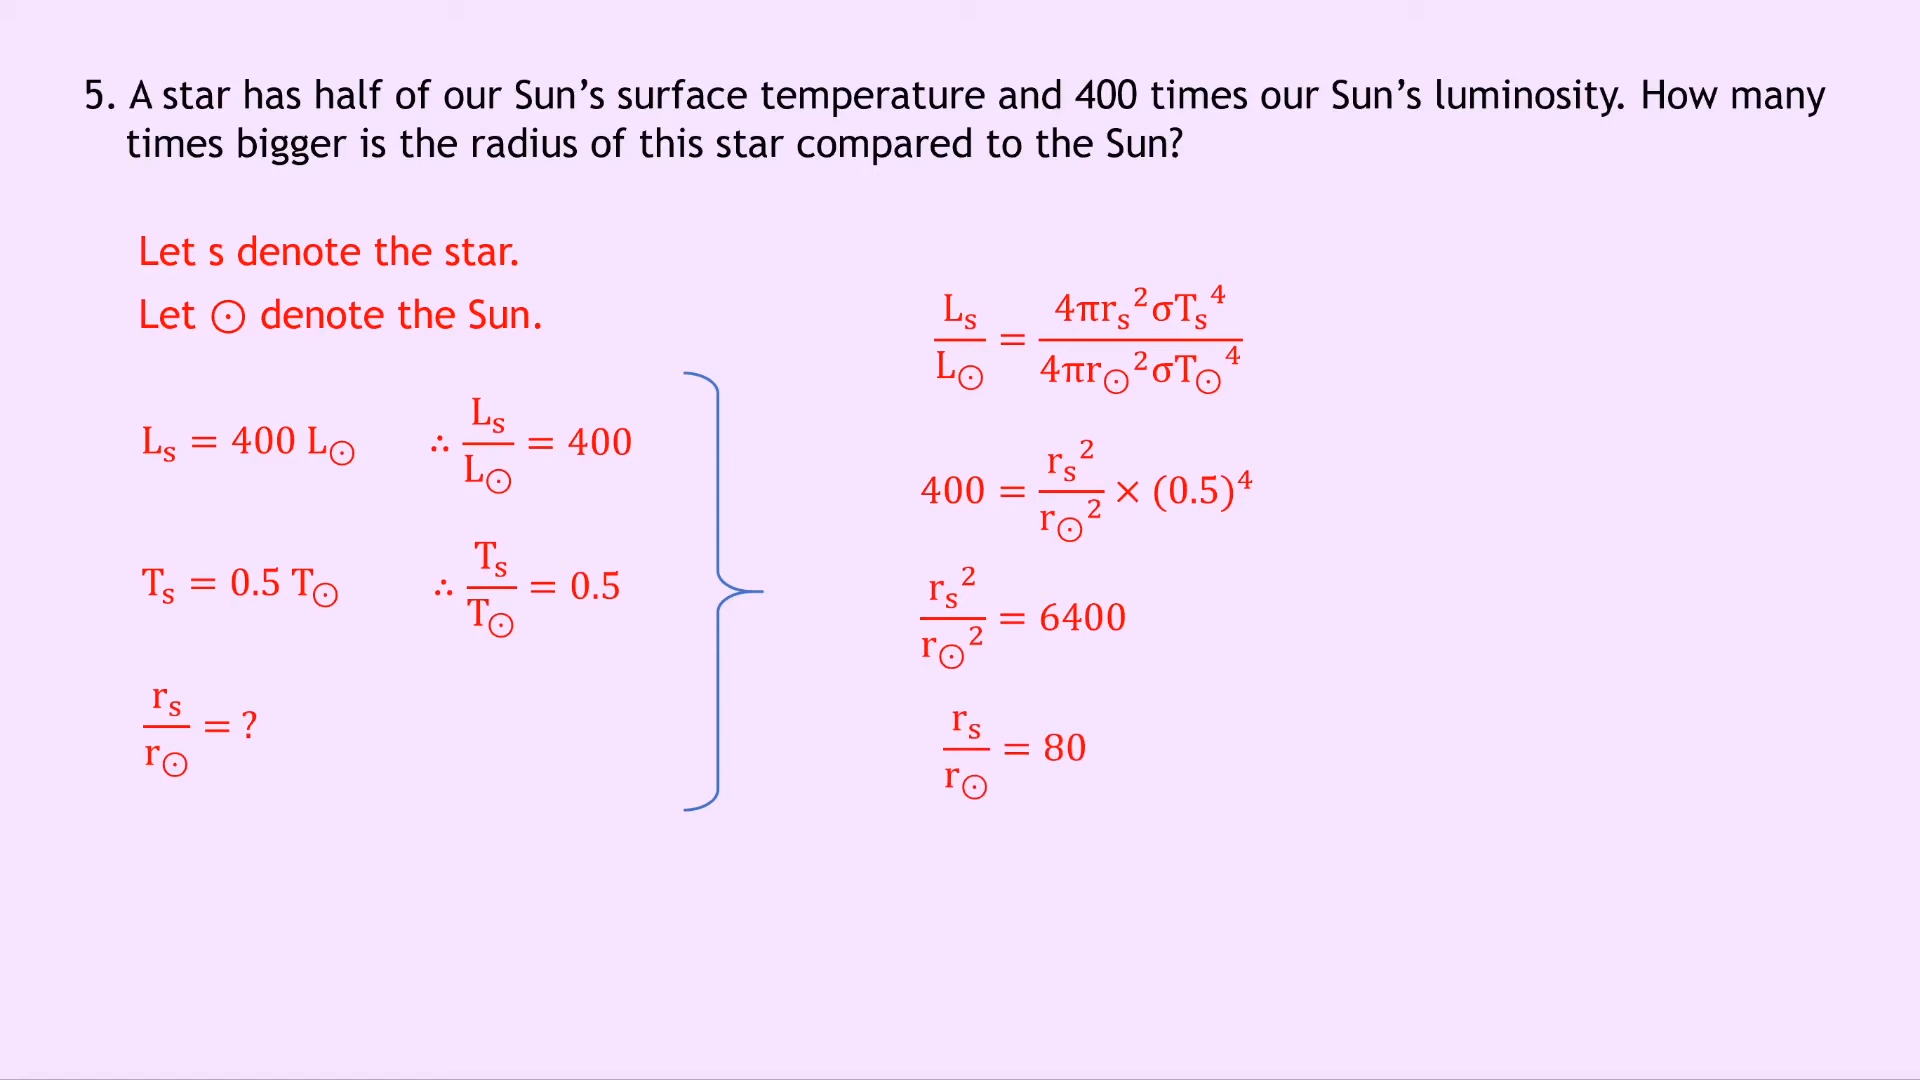 5. A star has half of our Sun’s surface temperature and 400 times our Sun’s luminosity. How many
times bigger is the radius of this star compared to the Sun?
Let s denote the star.
Let ⊙ denote the Sun.
Lₛ = 400 L⊙ ∴ Lₛ/L⊙ = 400
Tₛ = 0.5 T⊙ ∴ Tₛ/T⊙ = 0.5
rₛ/r⊙ = ?
Lₛ/L⊙ = 4πrₛ²σTₛ⁴/4πr⊙²σT⊙⁴
400 = rₛ²/r⊙² × (0.5)⁴
rₛ²/r⊙² = 6400
rₛ/r⊙ = 80